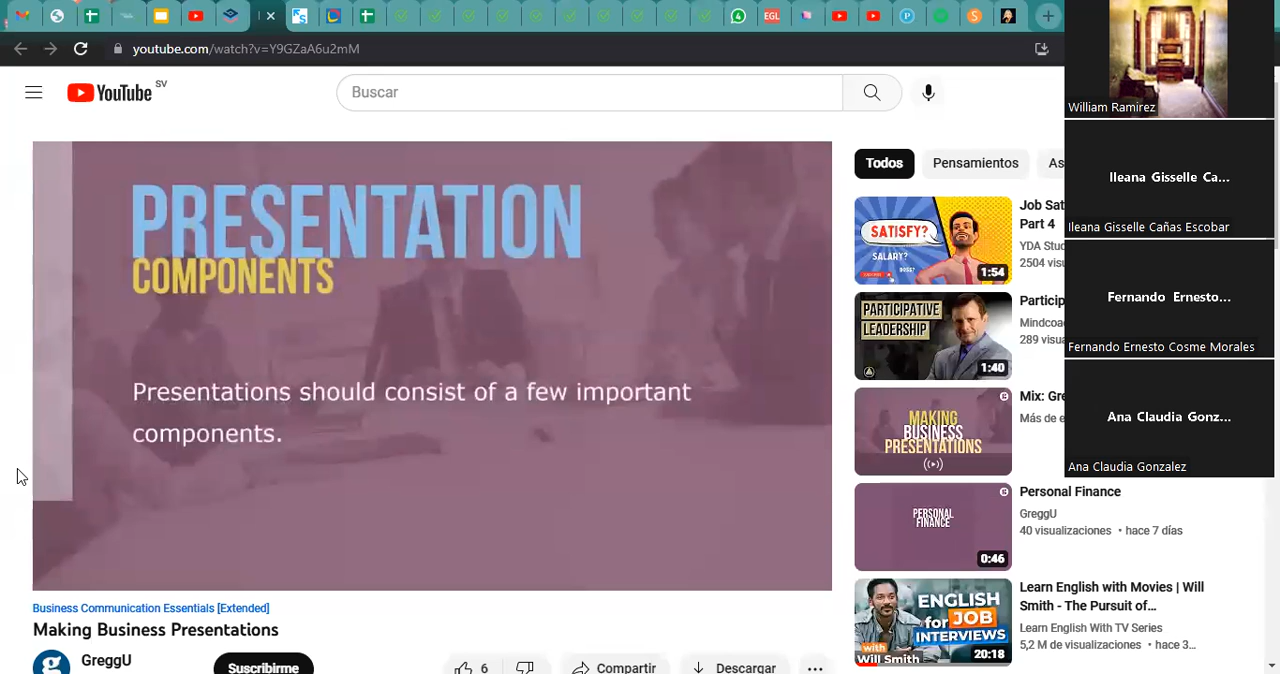 EGL
4
youtube.com/watch?v=Y9GZaA6u2mM
YouTube SV
Buscar
William Ramirez
Todos
Pensamientos
As
Ileana Gisselle Ca...
Ileana Gisselle Cañas Escobar
PRESENTATION
COMPONENTS
Presentations should consist of a few important
components.
SATISFY?
SALARY?
BOSS?
1:54
Job Sat
Part 4
YDA Stud
2504 visu
Fernando Ernesto...
Fernando Ernesto Cosme Morales
PARTICIPATIVE
LEADERSHIP
1:40
Particip
Mindcoa
289 visua
MAKING
BUSINESS
PRESENTATIONS
Mix: Gre
Más de e
Ana Claudia Gonz...
Ana Claudia Gonzalez
PERSONAL
FINANCE
0:46
Personal Finance
GreggU
40 visualizaciones • hace 7 días
ENGLISH
for JOB
INTERVIEWS
with
Will Smith
20:18
Learn English with Movies | Will
Smith - The Pursuit of...
Learn English With TV Series
5,2 M de visualizaciones • hace 3...
Business Communication Essentials [Extended]
Making Business Presentations
GreggU
Suscribirme
6
Compartir
Descargar